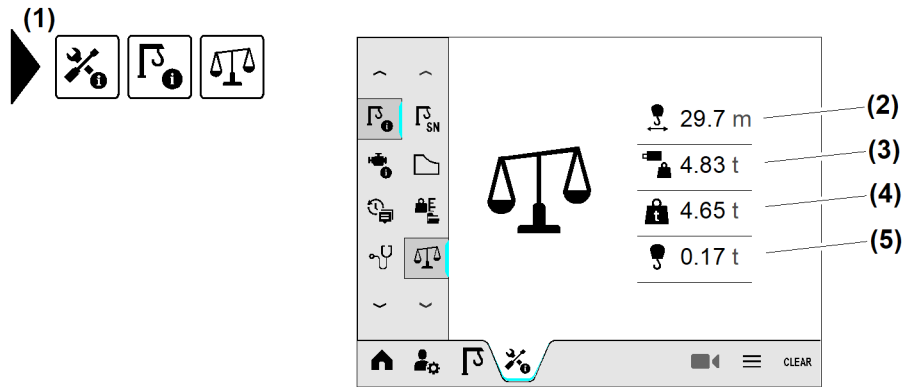 (1)
29.7 m
(2)
SN
4.83 t
(3)
t
4.65 t
(4)
E
0.17 t
(5)
CLEAR